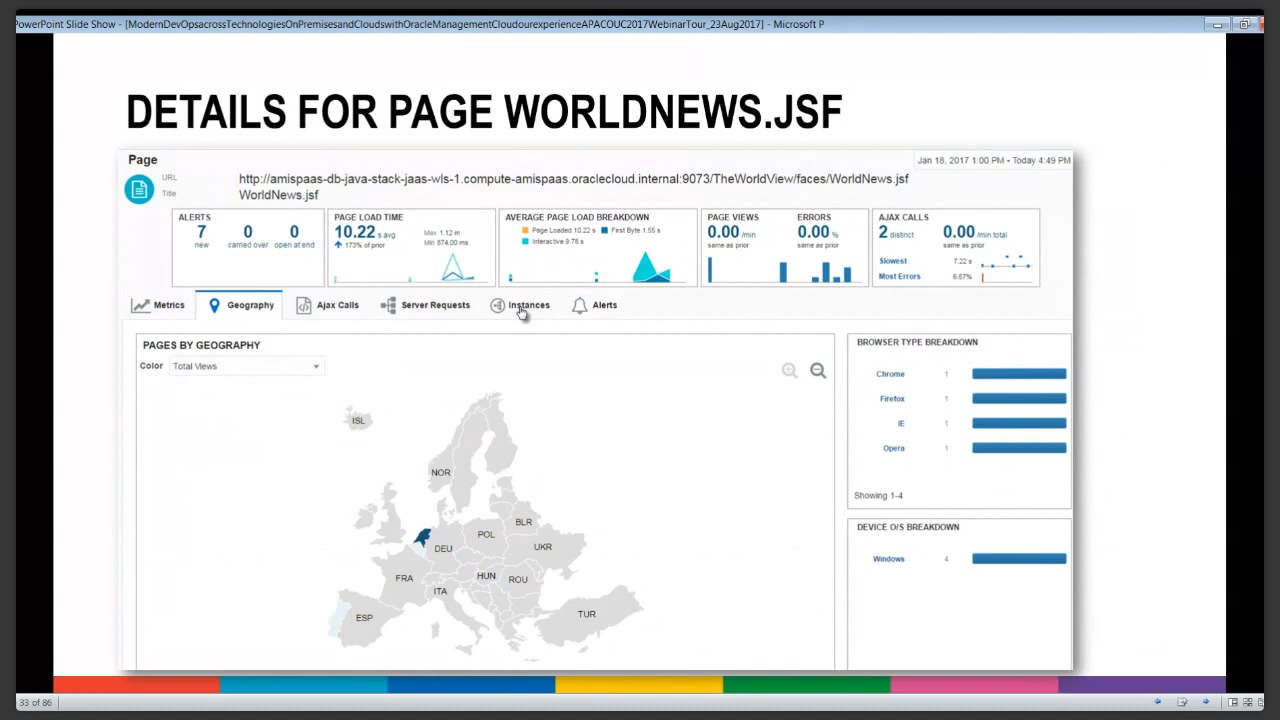 PowerPoint Slide Show - [ModernDevOpsacrossTechnologiesOnPremisesandCloudswithOracleManagementCloudourexperienceAPACOUC2017WebinarTour_23Aug2017] - Microsoft P
DETAILS FOR PAGE WORLDNEWS.JSF
Page
Jan 18, 2017 1:00 PM • Today 4:49 PM
URL
http://amispaas-db-java-stack-jaas-wls-1.compute-amispaas.oraclecloud.internal:9073/TheWorldView/faces/WorldNews.jsf
Title
WorldNews.jsf
ALERTS
7
new
0
carried over
0
open at end
PAGE LOAD TIME
10.22 s avg
173% of prior
Max 1.12 m
Min 874.00 ms
AVERAGE PAGE LOAD BREAKDOWN
Page Loaded 10.22 s
First Byte 1.55 s
Interactive 9.78 s
PAGE VIEWS
0.00 /min
same as prior
ERRORS
0.00 %
same as prior
AJAX CALLS
2 distinct
0.00 /min total
same as prior
Slowest 7.22 s
Most Errors 6.67%
Metrics
Geography
Ajax Calls
Server Requests
Instances
Alerts
PAGES BY GEOGRAPHY
Color Total Views
ISL
NOR
BLR
POL
DEU
UKR
FRA
HUN
ROU
ITA
ESP
TUR
BROWSER TYPE BREAKDOWN
Chrome 1
Firefox 1
IE 1
Opera 1
Showing 1-4
DEVICE O/S BREAKDOWN
Windows 4
33 of 86